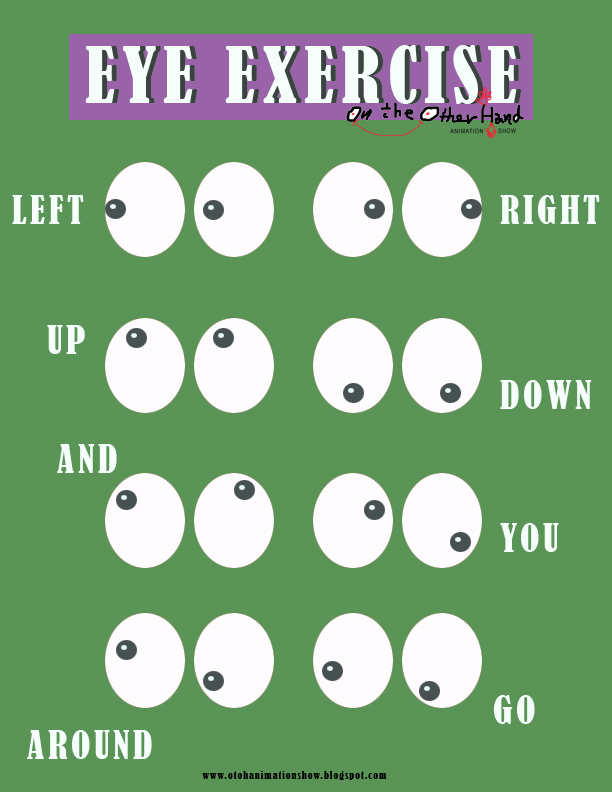 EYE EXERCISE
On the Other Hand
ANIMATION SHOW
LEFT
RIGHT
UP
DOWN
AND
YOU
AROUND
GO
www.otohanimationshow.blogspot.com